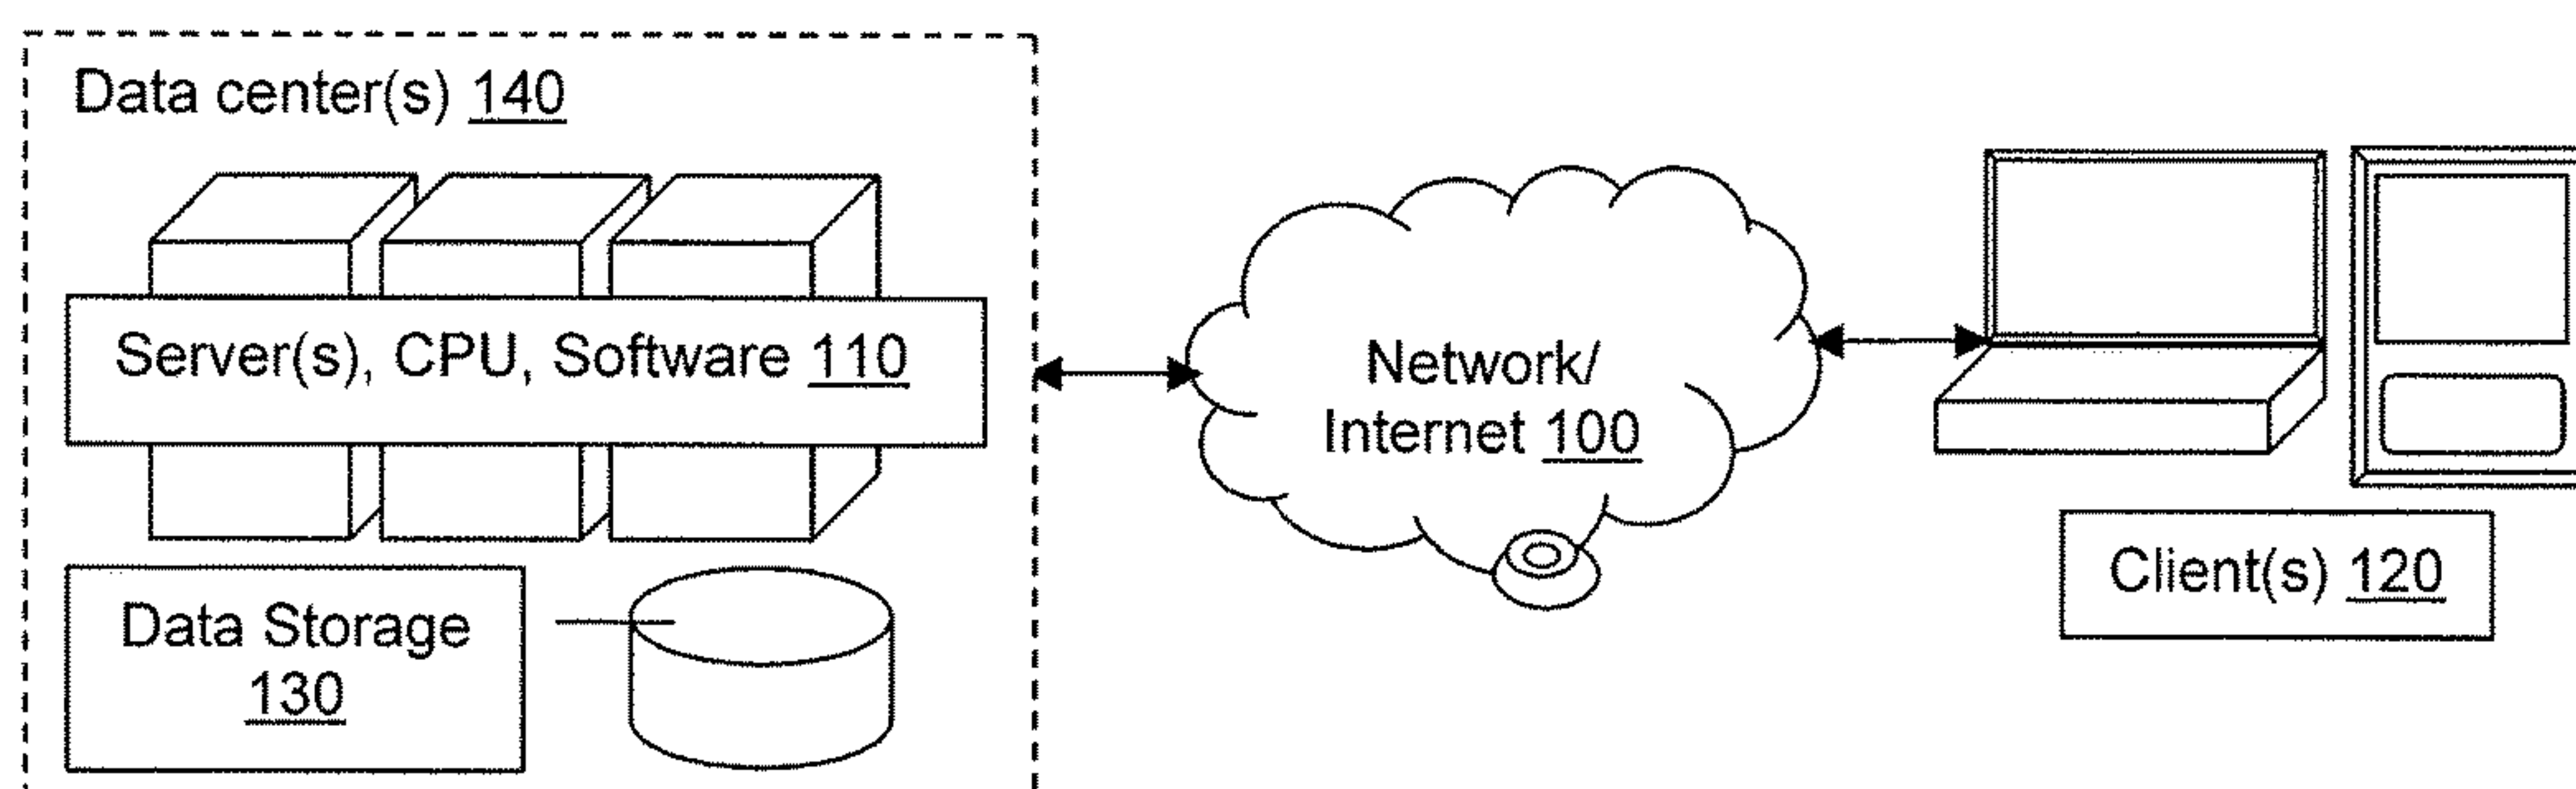 Data center(s) 140
Server(s), CPU, Software 110
Data Storage
130
Network/
Internet 100
Client(s) 120